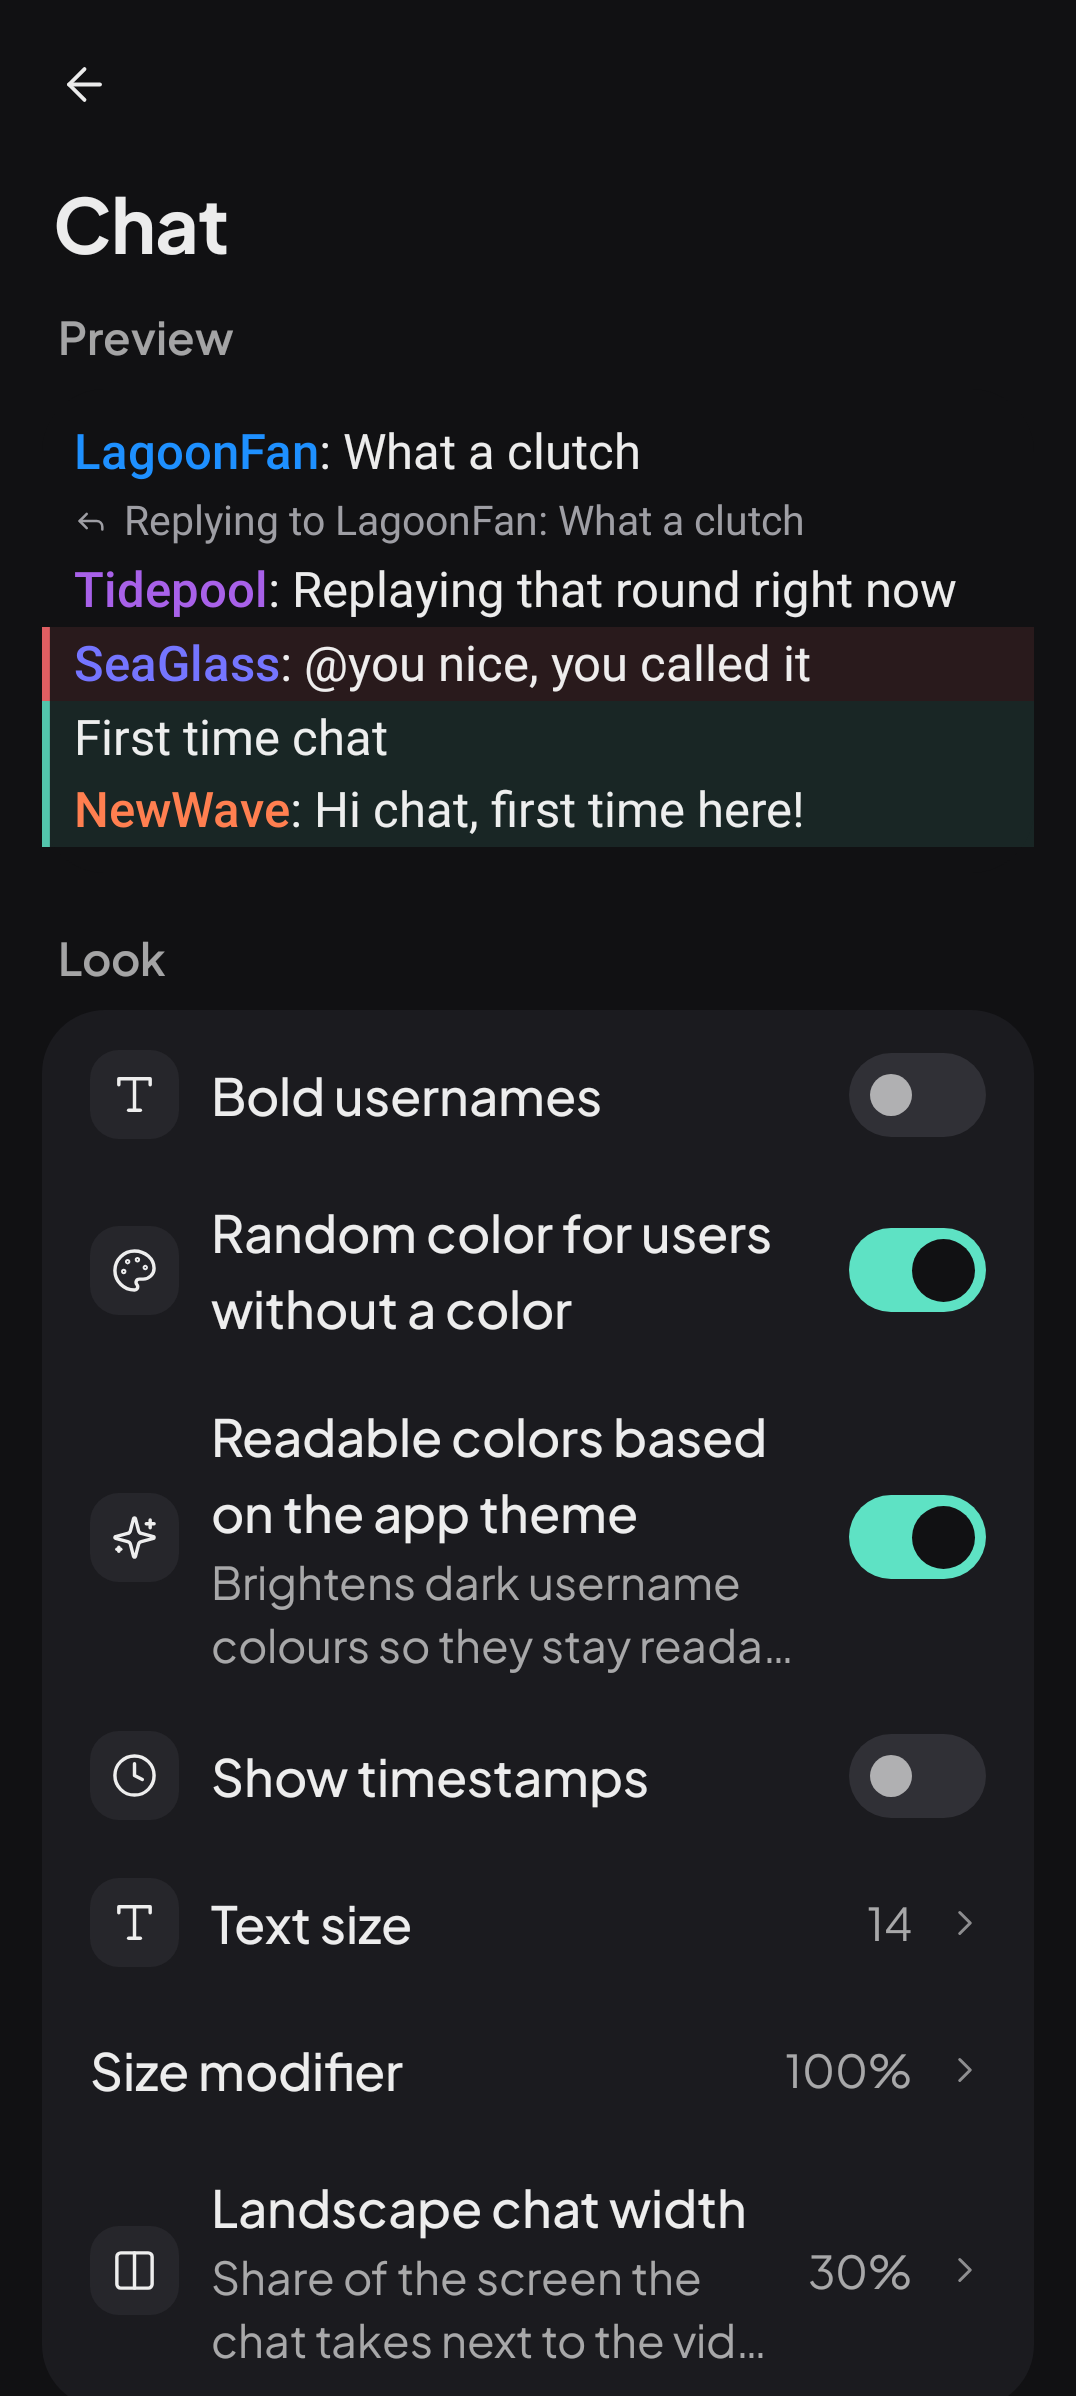 Chat
Preview
LagoonFan: What a clutch
Replying to LagoonFan: What a clutch
Tidepool: Replaying that round right now
SeaGlass: @you nice, you called it
First time chat
NewWave: Hi chat, first time here!
Look
Bold usernames
Random color for users
without a color
Readable colors based
on the app theme
Brightens dark username
colours so they stay reada...
Show timestamps
Text size 14
Size modifier 100%
Landscape chat width
Share of the screen the 30%
chat takes next to the vid...